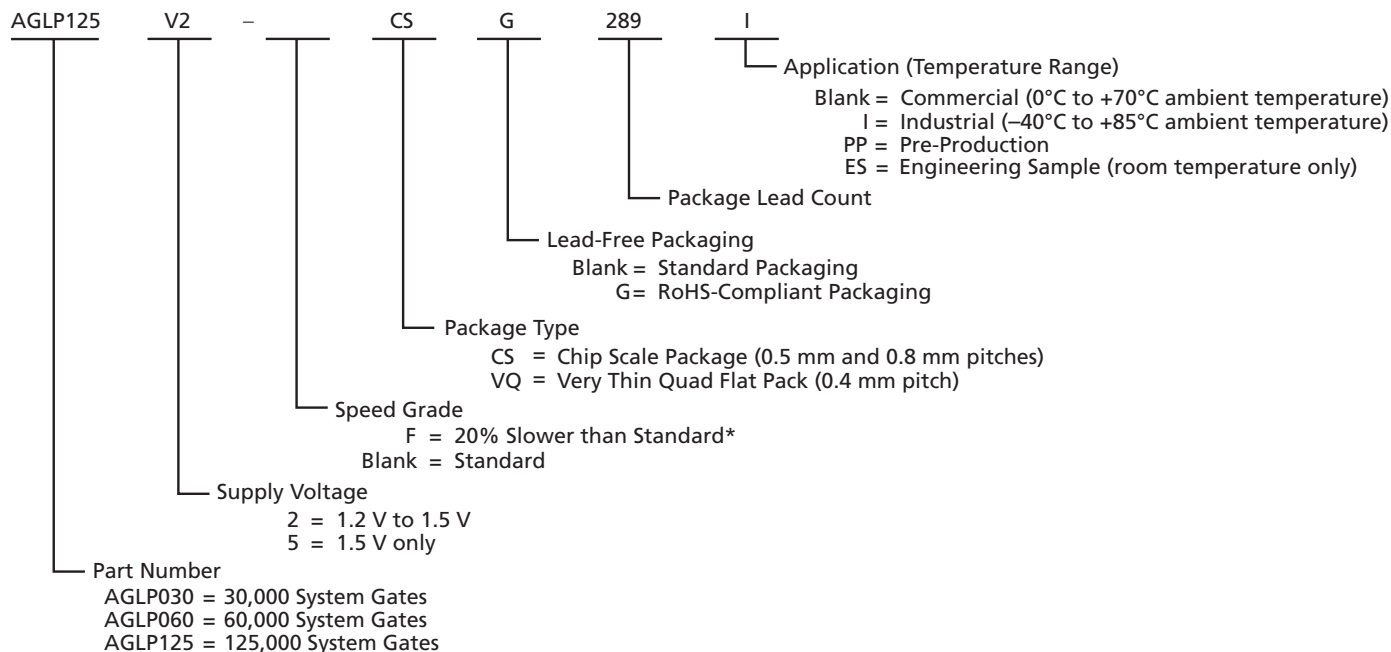 AGLP125 V2 – CS G 289 I
Application (Temperature Range)
Blank = Commercial (0°C to +70°C ambient temperature)
I = Industrial (–40°C to +85°C ambient temperature)
PP = Pre-Production
ES = Engineering Sample (room temperature only)
Package Lead Count
Lead-Free Packaging
Blank = Standard Packaging
G= RoHS-Compliant Packaging
Package Type
CS = Chip Scale Package (0.5 mm and 0.8 mm pitches)
VQ = Very Thin Quad Flat Pack (0.4 mm pitch)
Speed Grade
F = 20% Slower than Standard*
Blank = Standard
Supply Voltage
2 = 1.2 V to 1.5 V
5 = 1.5 V only
Part Number
AGLP030 = 30,000 System Gates
AGLP060 = 60,000 System Gates
AGLP125 = 125,000 System Gates